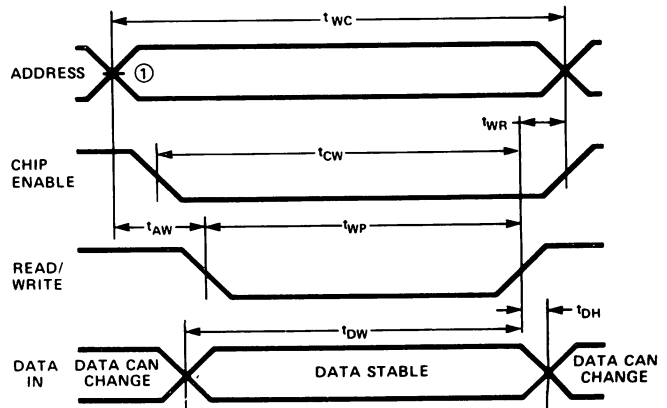 tWC
ADDRESS
①
tWR
tCW
CHIP
ENABLE
tAW
tWP
READ/
WRITE
tDH
tDW
DATA
IN
DATA CAN
CHANGE
DATA STABLE
DATA CAN
CHANGE